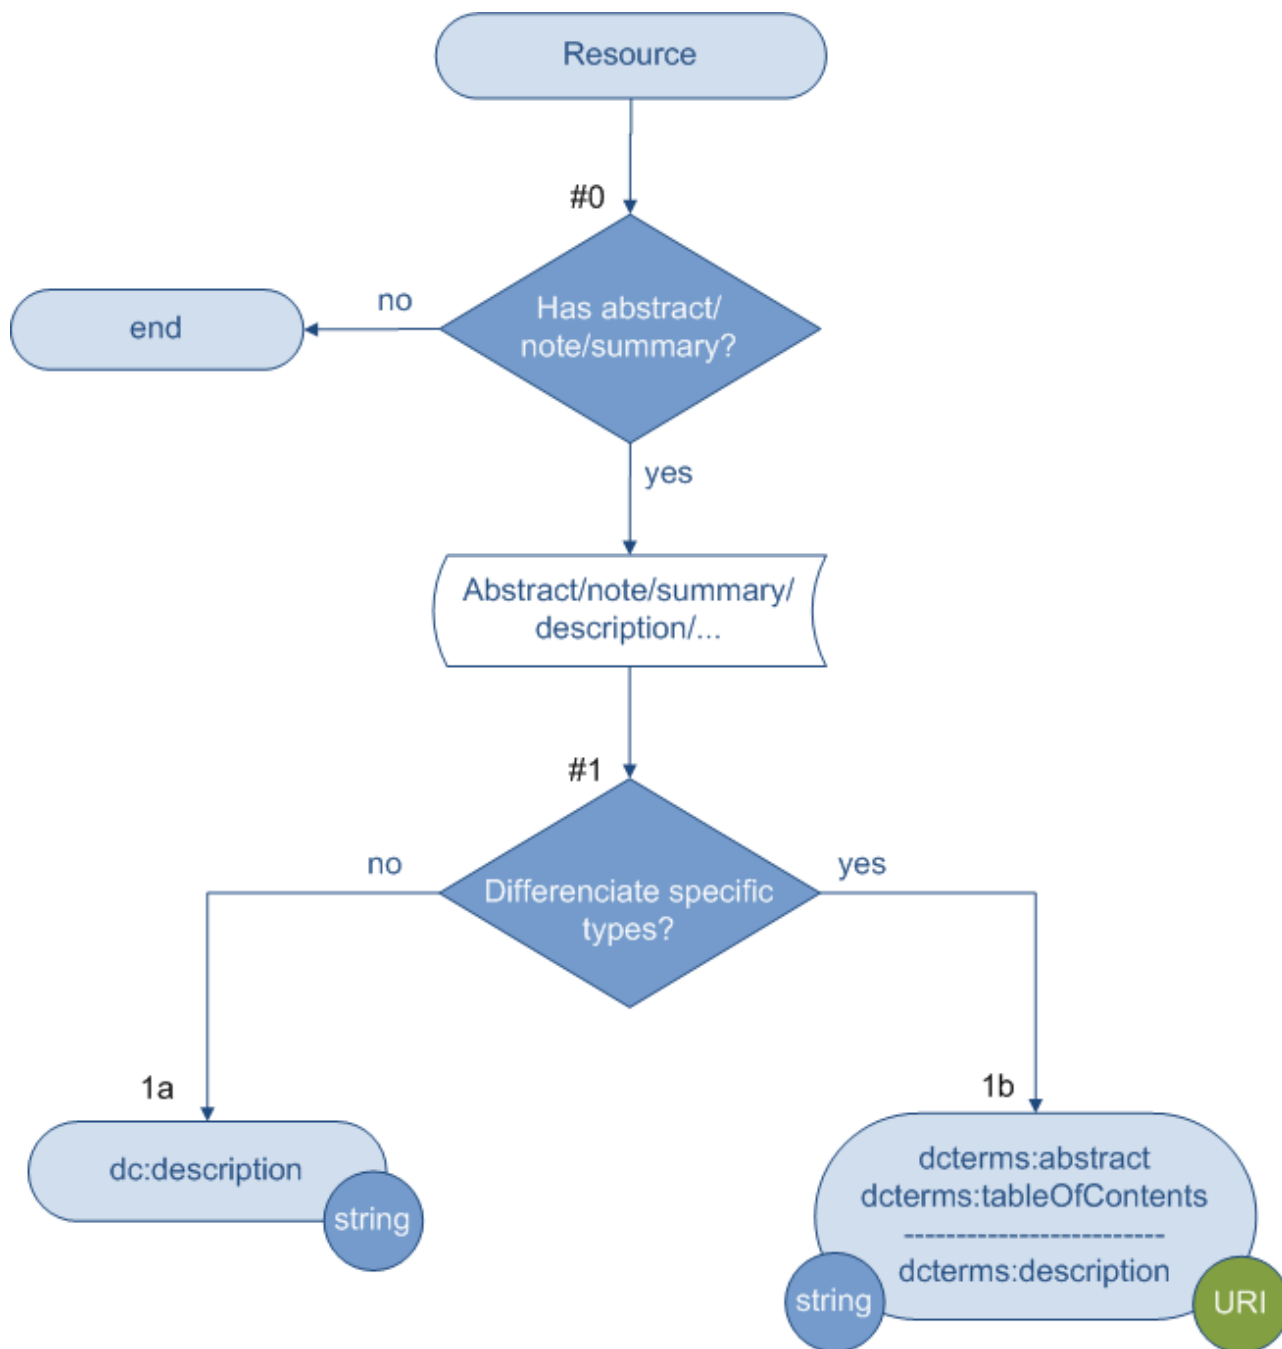 Resource
#0
no
Has abstract/
note/summary?
end
yes
Abstract/note/summary/
description/...
#1
no
yes
Differenciate specific
types?
1a
1b
dc:description
string
dcterms:abstract
dcterms:tableOfContents
-------------------------
dcterms:description
string
URI